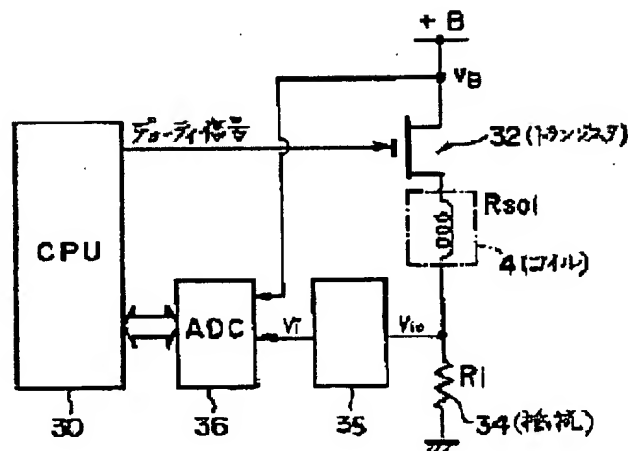 + B
VB
デューティ信号
32(トランジスタ)
Rsol
CPU
4(コイル)
ADC
VI
Vio
RI
30
36
35
34(抵抗)